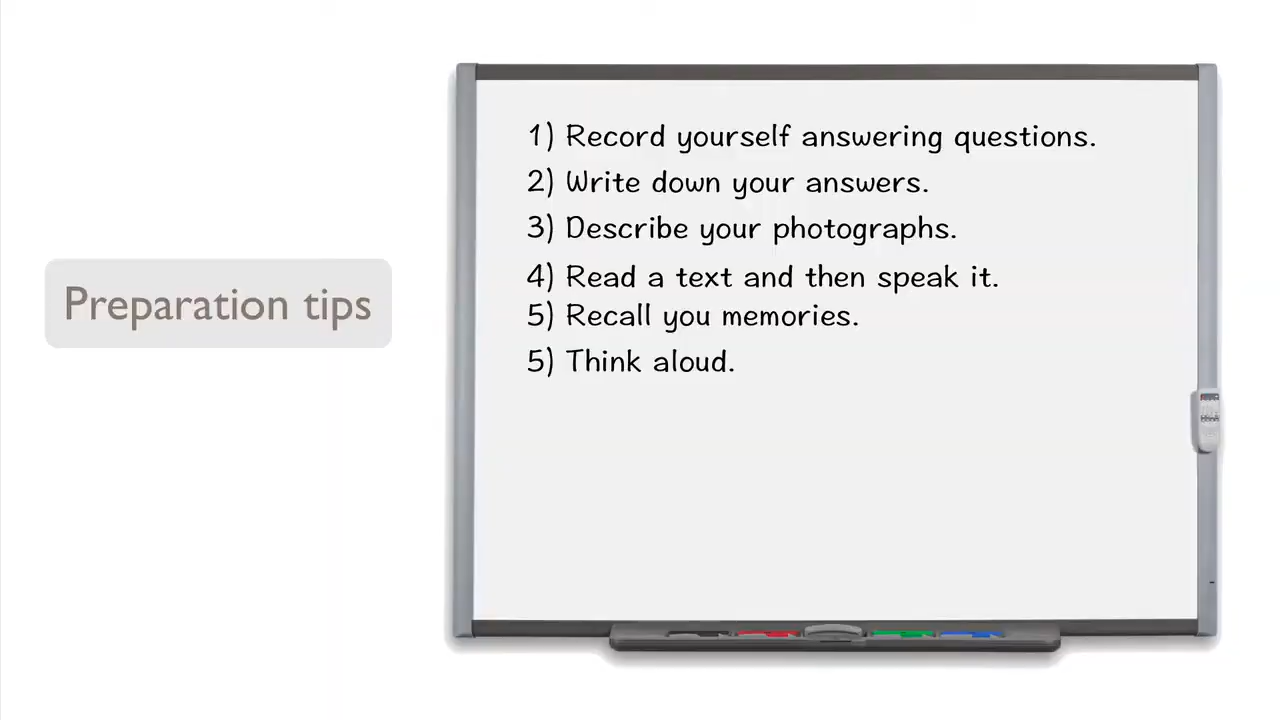 Preparation tips
1) Record yourself answering questions.
2) Write down your answers.
3) Describe your photographs.
4) Read a text and then speak it.
5) Recall you memories.
5) Think aloud.